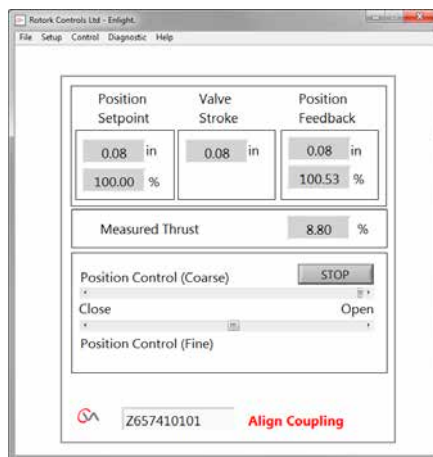 Rotork Controls Ltd - Enlight.
File Setup Control Diagnostic Help
Position Setpoint Valve Stroke Position Feedback
0.08 in 0.08 in 0.08 in
100.00 % 100.53 %
Measured Thrust 8.80 %
Position Control (Coarse) STOP
Close Open
Position Control (Fine)
Z657410101 Align Coupling